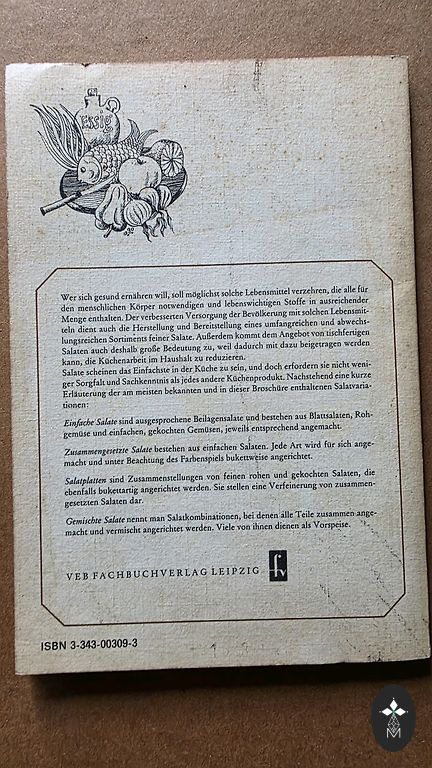 Essig
Wer sich gesund ernähren will, soll möglichst solche Lebensmittel verzehren, die alle für
den menschlichen Körper notwendigen und lebenswichtigen Stoffe in ausreichender
Menge enthalten. Der verbesserten Versorgung der Bevölkerung mit solchen Lebensmit-
teln dient auch die Herstellung und Bereitstellung eines umfangreichen und abwechs-
lungsreichen Sortiments feiner Salate. Außerdem kommt dem Angebot von tischfertigen
Salaten auch deshalb große Bedeutung zu, weil dadurch mit dazu beigetragen werden
kann, die Küchenarbeit im Haushalt zu reduzieren.
Salate scheinen das Einfachste in der Küche zu sein, und doch erfordern sie nicht weni-
ger Sorgfalt und Sachkenntnis als jedes andere Küchenprodukt. Nachstehend eine kurze
Erläuterung der am meisten bekannten und in dieser Broschüre enthaltenen Salatvaria-
tionen:
Einfache Salate sind ausgesprochene Beilagensalate und bestehen aus Blattsalaten, Roh-
gemüse und einfachen, gekochten Gemüsen, jeweils entsprechend angemacht.
Zusammengesetzte Salate bestehen aus einfachen Salaten. Jede Art wird für sich ange-
macht und unter Beachtung des Farbenspiels bukettweise angerichtet.
Salatplatten sind Zusammenstellungen von feinen rohen und gekochten Salaten, die
ebenfalls bukettartig angerichtet werden. Sie stellen eine Verfeinerung von zusammen-
gesetzten Salaten dar.
Gemischte Salate nennt man Salatkombinationen, bei denen alle Teile zusammen ange-
macht und vermischt angerichtet werden. Viele von ihnen dienen als Vorspeise.
VEB FACHBUCHVERLAG LEIPZIG fv
ISBN 3-343-00309-3
M